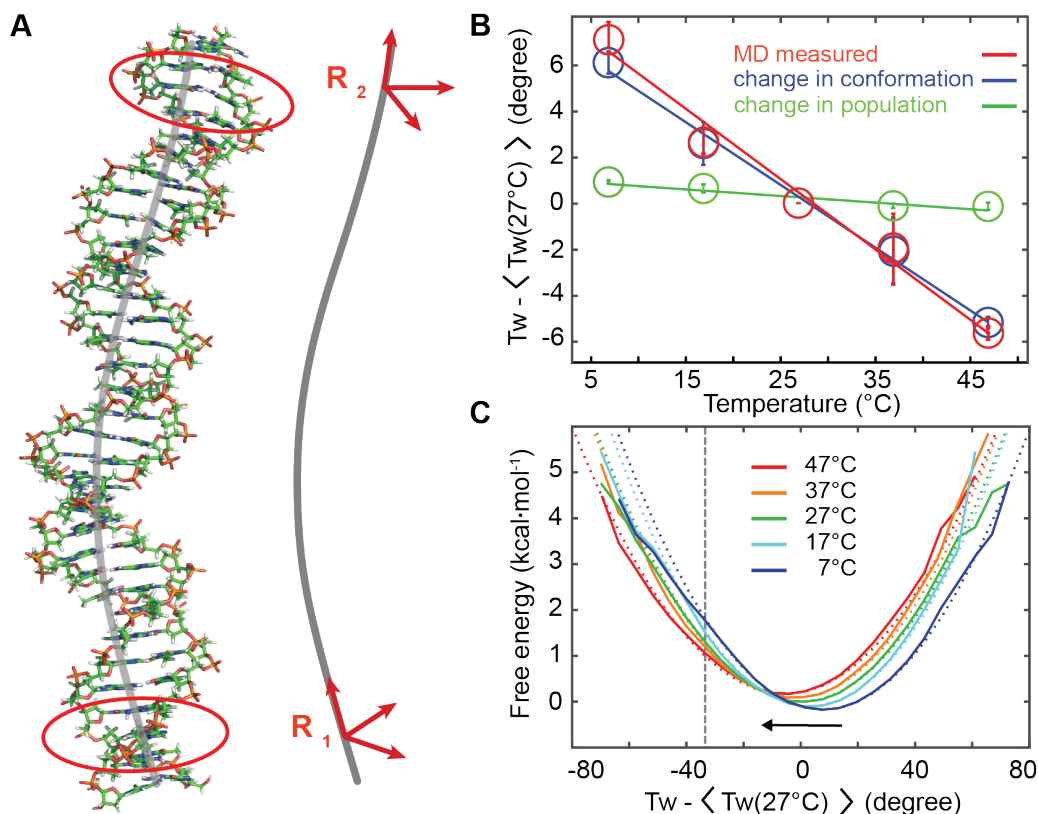 A
R 2
R 1
B
Tw - ⟨ Tw(27°C) ⟩ (degree)
6
4
2
0
-2
-4
-6
MD measured
change in conformation
change in population
5 15 25 35 45
Temperature (°C)
C
Free energy (kcal·mol-1)
5
4
3
2
1
0
47°C
37°C
27°C
17°C
7°C
-80 -40 0 40 80
Tw - ⟨ Tw(27°C) ⟩ (degree)